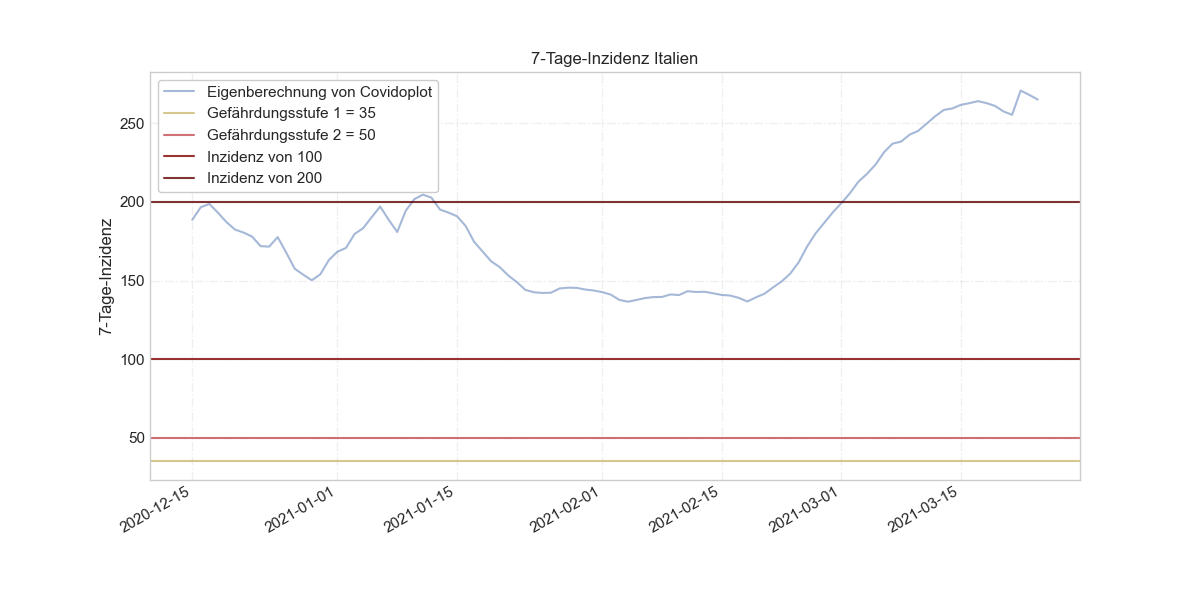 7-Tage-Inzidenz Italien
Eigenberechnung von Covidoplot
Gefährdungsstufe 1 = 35
Gefährdungsstufe 2 = 50
Inzidenz von 100
Inzidenz von 200
7-Tage-Inzidenz
250
200
150
100
50
2020-12-15
2021-01-01
2021-01-15
2021-02-01
2021-02-15
2021-03-01
2021-03-15